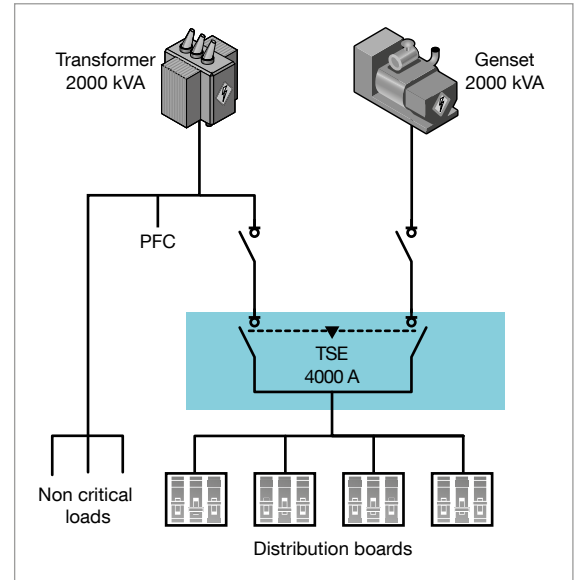 Transformer
2000 kVA
Genset
2000 kVA
PFC
TSE
4000 A
Non critical
loads
Distribution boards